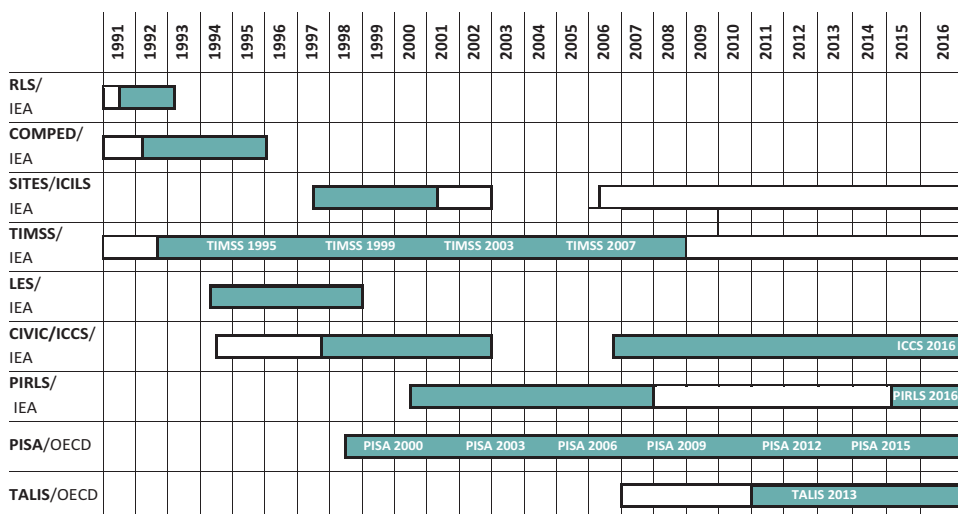 1991 1992 1993 1994 1995 1996 1997 1998 1999 2000 2001 2002 2003 2004 2005 2006 2007 2008 2009 2010 2011 2012 2013 2014 2015 2016
RLS/
IEA
COMPED/
IEA
SITES/ICILS
IEA
TIMSS/
IEA
TIMSS 1995 TIMSS 1999 TIMSS 2003 TIMSS 2007
LES/
IEA
CIVIC/ICCS/
IEA
ICCS 2016
PIRLS/
IEA
PIRLS 2016
PISA/OECD PISA 2000 PISA 2003 PISA 2006 PISA 2009 PISA 2012 PISA 2015
TALIS/OECD TALIS 2013